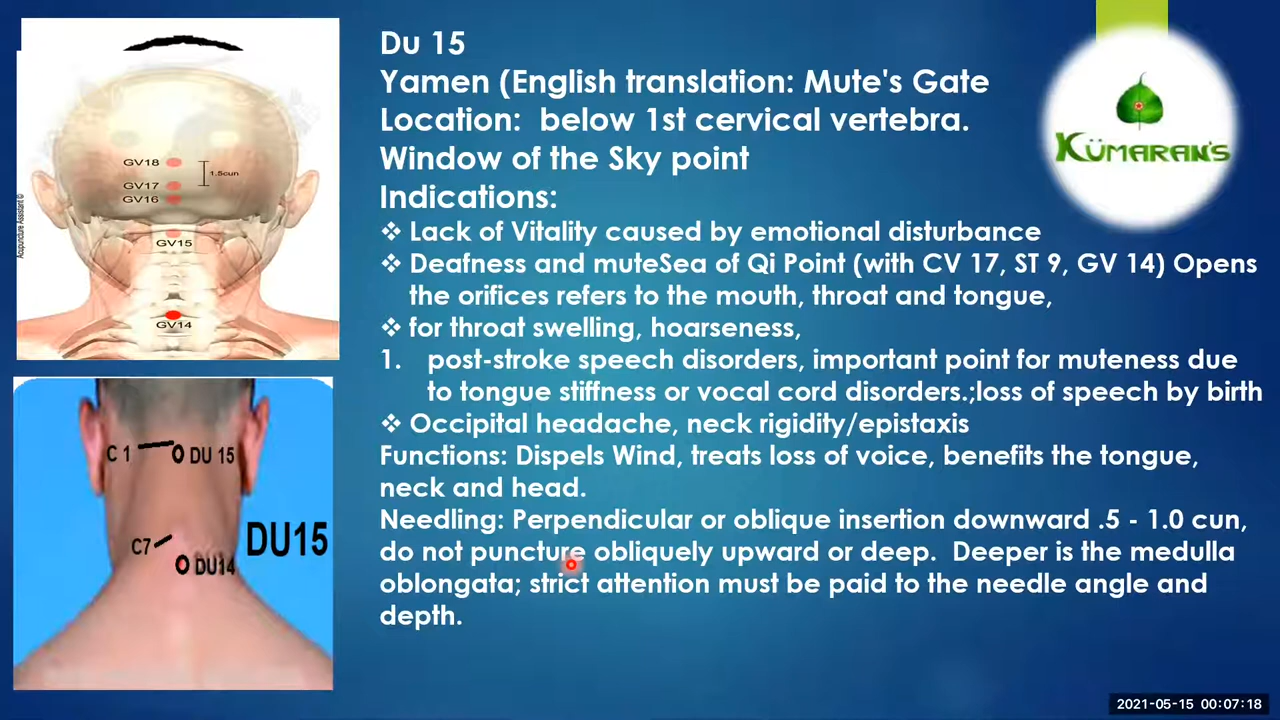 Du 15
Yamen (English translation: Mute's Gate
Location:  below 1st cervical vertebra.
Window of the Sky point
Indications:
❖ Lack of Vitality caused by emotional disturbance
❖ Deafness and muteSea of Qi Point (with CV 17, ST 9, GV 14) Opens
the orifices refers to the mouth, throat and tongue,
❖ for throat swelling, hoarseness,
1. post-stroke speech disorders, important point for muteness due
to tongue stiffness or vocal cord disorders.;loss of speech by birth
❖ Occipital headache, neck rigidity/epistaxis
Functions: Dispels Wind, treats loss of voice, benefits the tongue,
neck and head.
Needling: Perpendicular or oblique insertion downward .5 - 1.0 cun,
do not puncture obliquely upward or deep.  Deeper is the medulla
oblongata; strict attention must be paid to the needle angle and
depth.
KÜMARAN'S
GV18
1.5cun
GV17
GV16
GV15
GV14
Acupuncture Assistant ©
C 1
DU 15
DU15
C7
DU14
2021-05-15 00:07:18